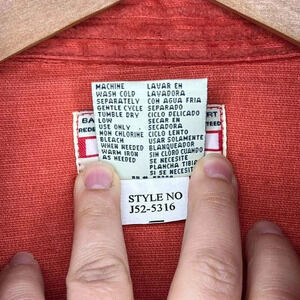 MACHINE
WASH COLD
SEPARATELY
GENTLE CYCLE
TUMBLE DRY
LOW
USE ONLY
NON CHLORINE
BLEACH
WHEN NEEDED
WARM IRON
AS NEEDED
LAVAR EN
LAVADORA
CON AGUA FRIA
SEPARADO
CICLO DELICADO
SECAR EN
SECADORA
CICLO LENTO
USAR SOLAMENTE
BLANQUEADOR
SIN CLORO CUANDO
SE NECESITE
PLANCHA TIBIA
SI SE NECESITE
STYLE NO
J52-5316